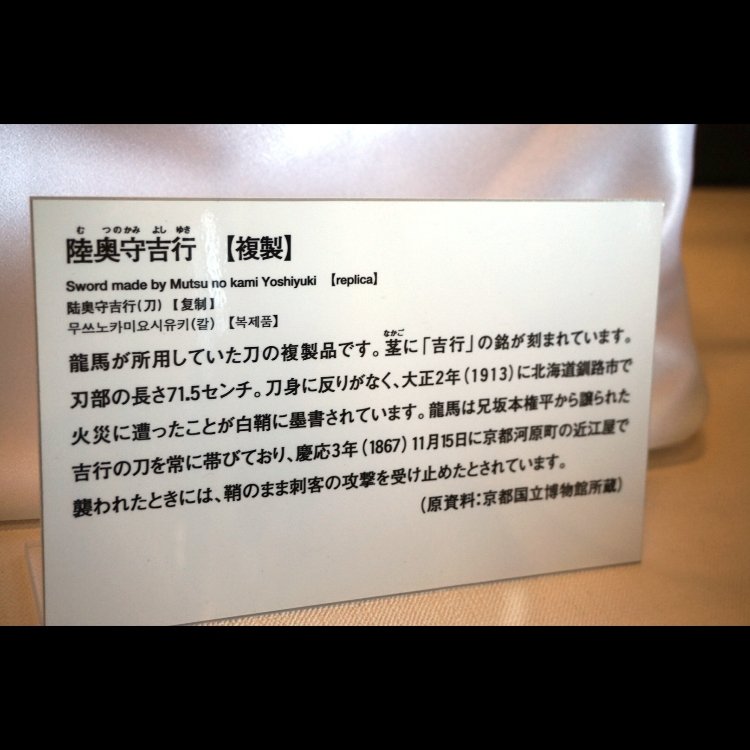 む つのかみ よし ゆき
陸奥守吉行 【複製】
Sword made by Mutsu no kami Yoshiyuki 【replica】
陆奥守吉行(刀)【复制】
무쓰노카미요시유키(칼) 【복제품】
なかご
龍馬が所用していた刀の複製品です。茎に「吉行」の銘が刻まれています。
刃部の長さ71.5センチ。刀身に反りがなく、大正2年(1913)に北海道釧路市で
火災に遭ったことが白鞘に墨書されています。龍馬は兄坂本権平から譲られた
吉行の刀を常に帯びており、慶応3年(1867)11月15日に京都河原町の近江屋で
襲われたときには、鞘のまま刺客の攻撃を受け止めたとされています。
(原資料:京都国立博物館所蔵)